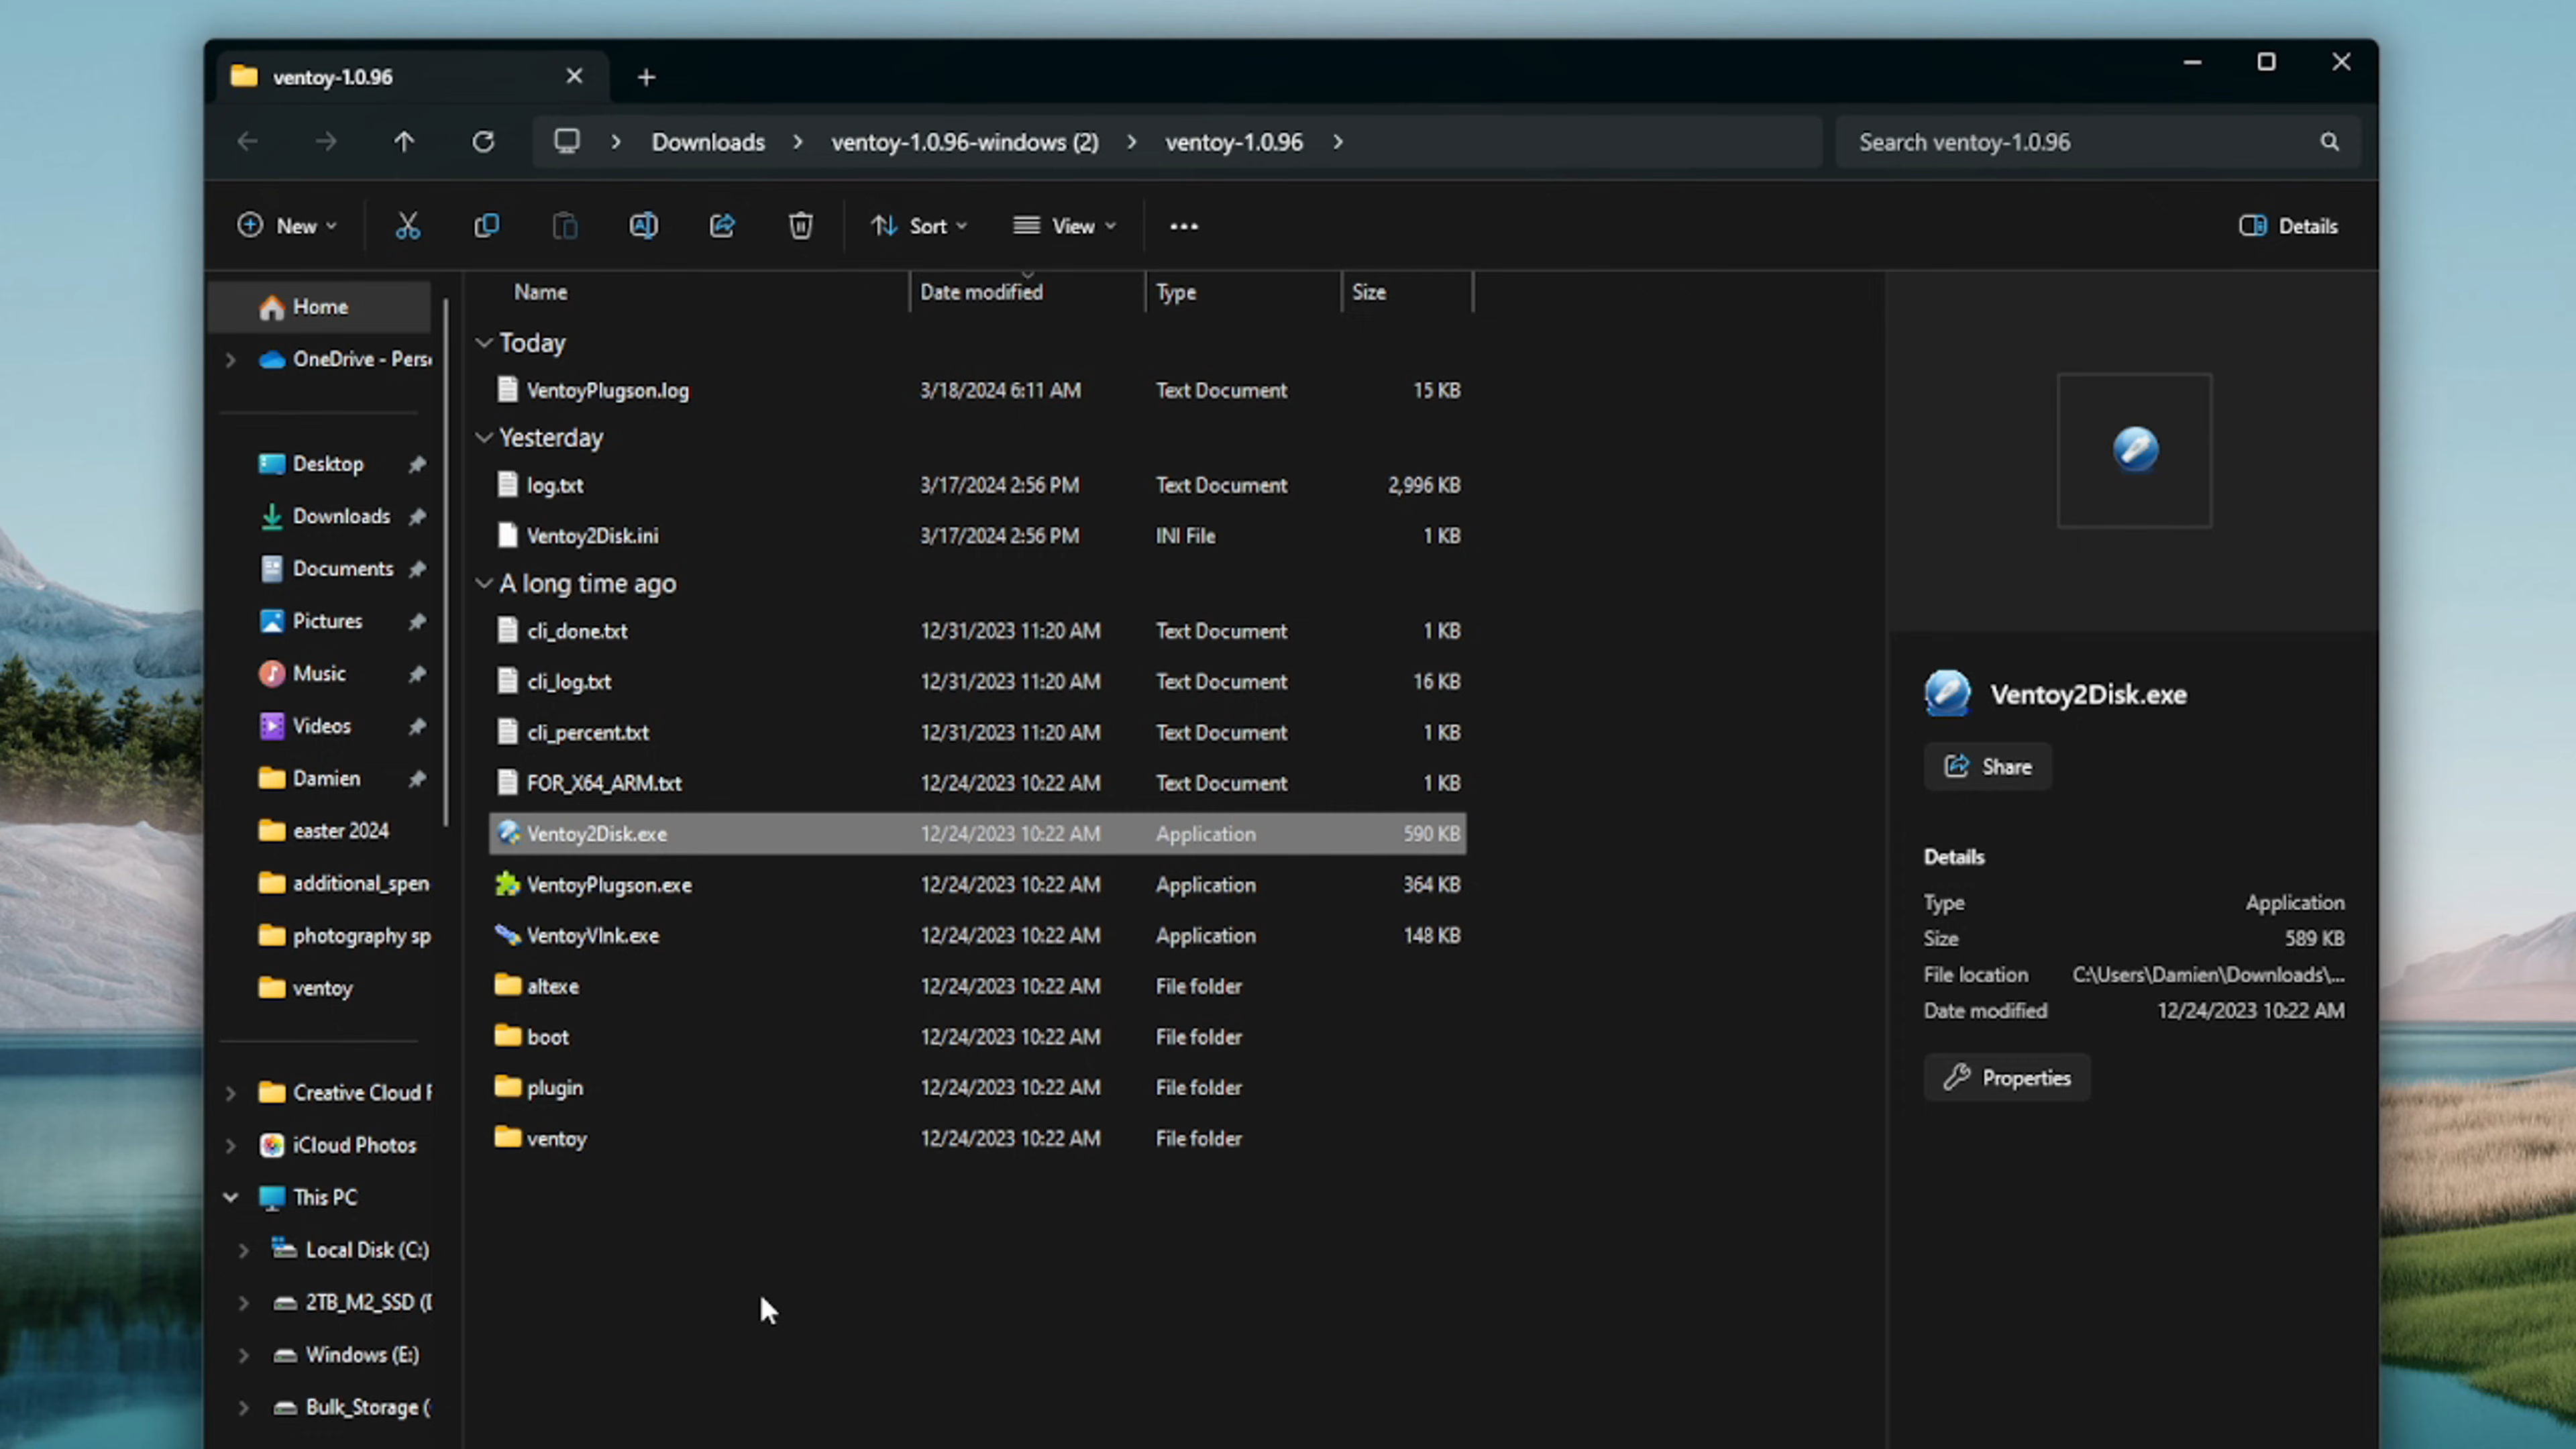 ventoy-1.0.96
Downloads ventoy-1.0.96-windows (2) ventoy-1.0.96
Search ventoy-1.0.96
New Sort View Details
Name Date modified Type Size
Today
VentoyPlugson.log 3/18/2024 6:11 AM Text Document 15 KB
Yesterday
log.txt 3/17/2024 2:56 PM Text Document 2,996 KB
Ventoy2Disk.ini 3/17/2024 2:56 PM INI File 1 KB
A long time ago
cli_done.txt 12/31/2023 11:20 AM Text Document 1 KB
cli_log.txt 12/31/2023 11:20 AM Text Document 16 KB
cli_percent.txt 12/31/2023 11:20 AM Text Document 1 KB
FOR_X64_ARM.txt 12/24/2023 10:22 AM Text Document 1 KB
Ventoy2Disk.exe 12/24/2023 10:22 AM Application 590 KB
VentoyPlugson.exe 12/24/2023 10:22 AM Application 364 KB
VentoyVlnk.exe 12/24/2023 10:22 AM Application 148 KB
altexe 12/24/2023 10:22 AM File folder
boot 12/24/2023 10:22 AM File folder
plugin 12/24/2023 10:22 AM File folder
ventoy 12/24/2023 10:22 AM File folder
Home
OneDrive - Pers
Desktop
Downloads
Documents
Pictures
Music
Videos
Damien
easter 2024
additional_spen
photography sp
ventoy
Creative Cloud F
iCloud Photos
This PC
Local Disk (C:)
2TB_M2_SSD (
Windows (E:)
Bulk_Storage (
Ventoy2Disk.exe
Share
Details
Type Application
Size 589 KB
File location C:\Users\Damien\Downloads\...
Date modified 12/24/2023 10:22 AM
Properties